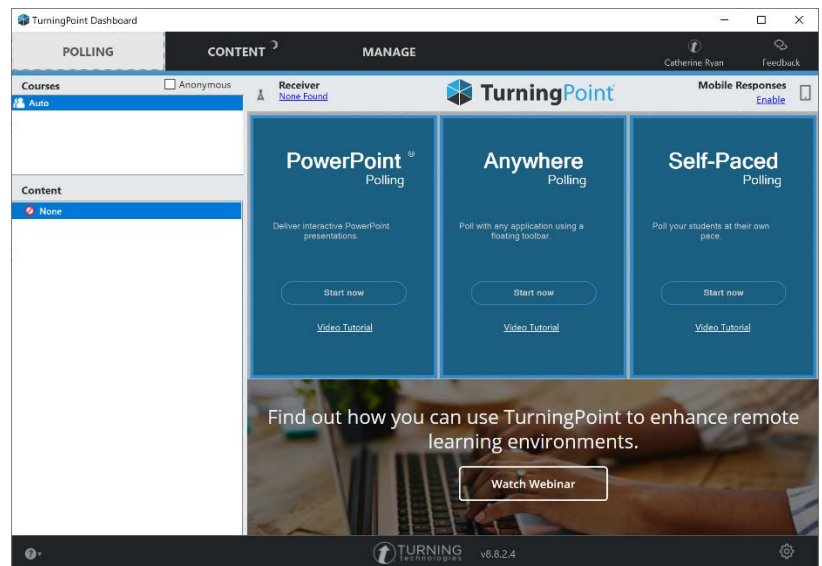 TurningPoint Dashboard
POLLING
CONTENT
MANAGE
Catherine Ryan
Feedback
Courses
Anonymous
Auto
Content
None
Receiver
None Found
TurningPoint
Mobile Responses
Enable
PowerPoint®
Polling
Deliver interactive PowerPoint
presentations.
Start now
Video Tutorial
Anywhere
Polling
Poll with any application using a
floating toolbar.
Start now
Video Tutorial
Self-Paced
Polling
Poll your students at their own
pace.
Start now
Video Tutorial
Find out how you can use TurningPoint to enhance remote
learning environments.
Watch Webinar
TURNING
technologies
v8.8.2.4